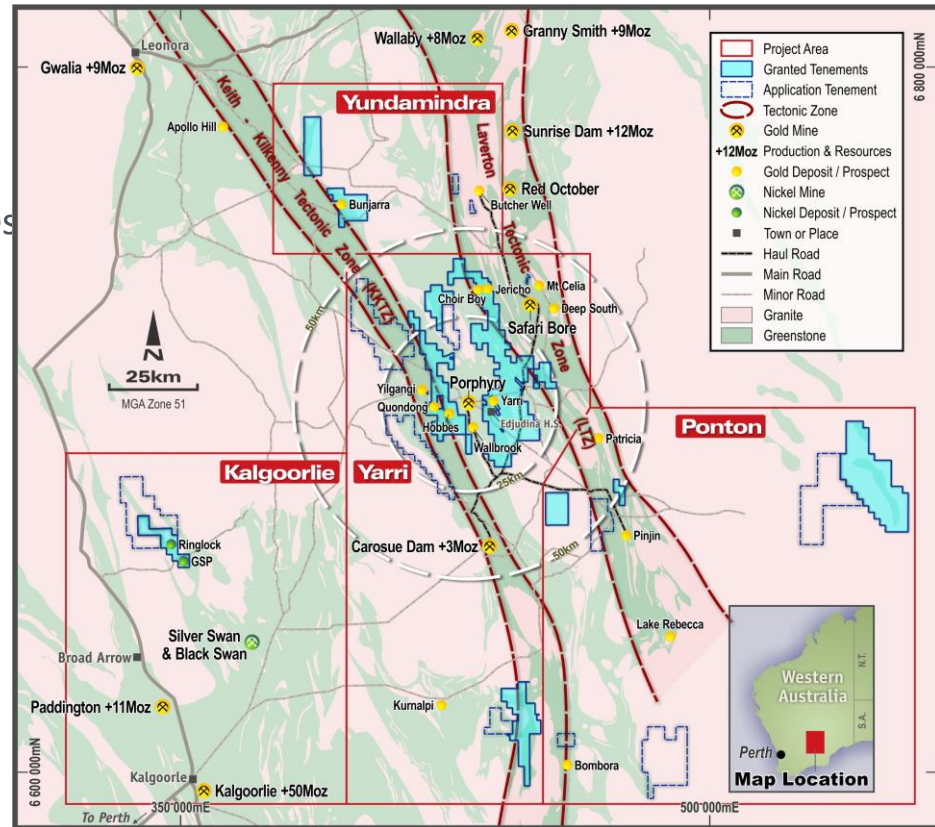 Leonora
Gwalia +9Moz
Apollo Hill
Keith - Kilkenny Tectonic Zone (KKTZ)
Yundamindra
Bunjarra
Wallaby +8Moz
Granny Smith +9Moz
Sunrise Dam +12Moz
Red October
Butcher Well
Laverton Tectonic Zone (LTZ)
Project Area
Granted Tenements
Application Tenement
Tectonic Zone
Gold Mine
+12Moz Production & Resources
Gold Deposit / Prospect
Nickel Mine
Nickel Deposit / Prospect
Town or Place
Haul Road
Main Road
Minor Road
Granite
Greenstone
6 800 000mN
N
25km
MGA Zone 51
50km
Choir Boy
Jericho
Mt Celia
Deep South
Safari Bore
Yilgangi
Porphyry
Quondong
Yarri
Hobbes
Edjudina H.S.
Wallbrook
25km
Patricia
Ponton
Kalgoorlie
Yarri
Ringlock
GSP
Carosue Dam +3Moz
50km
Pinjin
Silver Swan
& Black Swan
Lake Rebecca
Broad Arrow
Paddington +11Moz
Kurnalpi
Kalgoorle
Kalgoorlie +50Moz
Bombora
To Perth
350 000mE
500 000mE
6 600 000mN
Western
Australia
N.T.
S.A.
Perth
Map Location